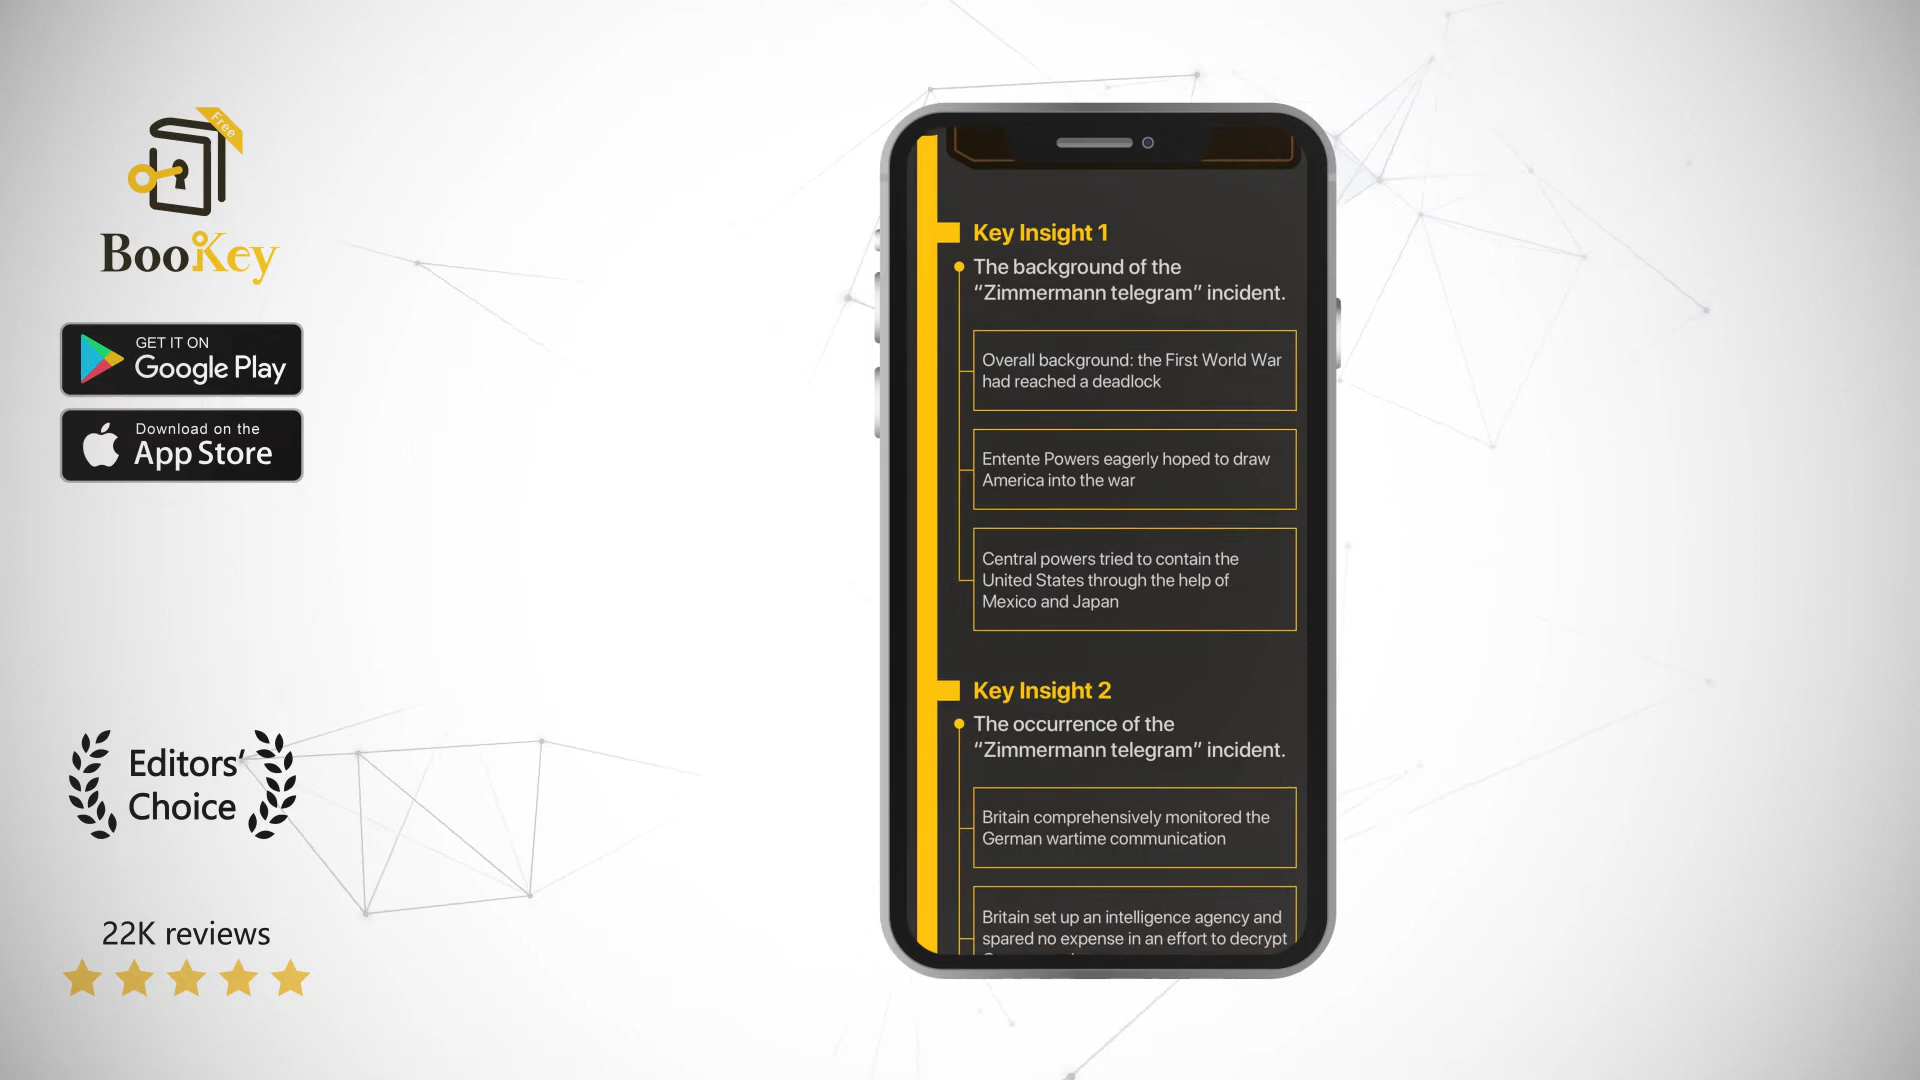 Free
BooKey
GET IT ON
Google Play
Download on the
App Store
Editors’
Choice
22K reviews
Key Insight 1
The background of the
“Zimmermann telegram” incident.
Overall background: the First World War
had reached a deadlock
Entente Powers eagerly hoped to draw
America into the war
Central powers tried to contain the
United States through the help of
Mexico and Japan
Key Insight 2
The occurrence of the
“Zimmermann telegram” incident.
Britain comprehensively monitored the
German wartime communication
Britain set up an intelligence agency and
spared no expense in an effort to decrypt